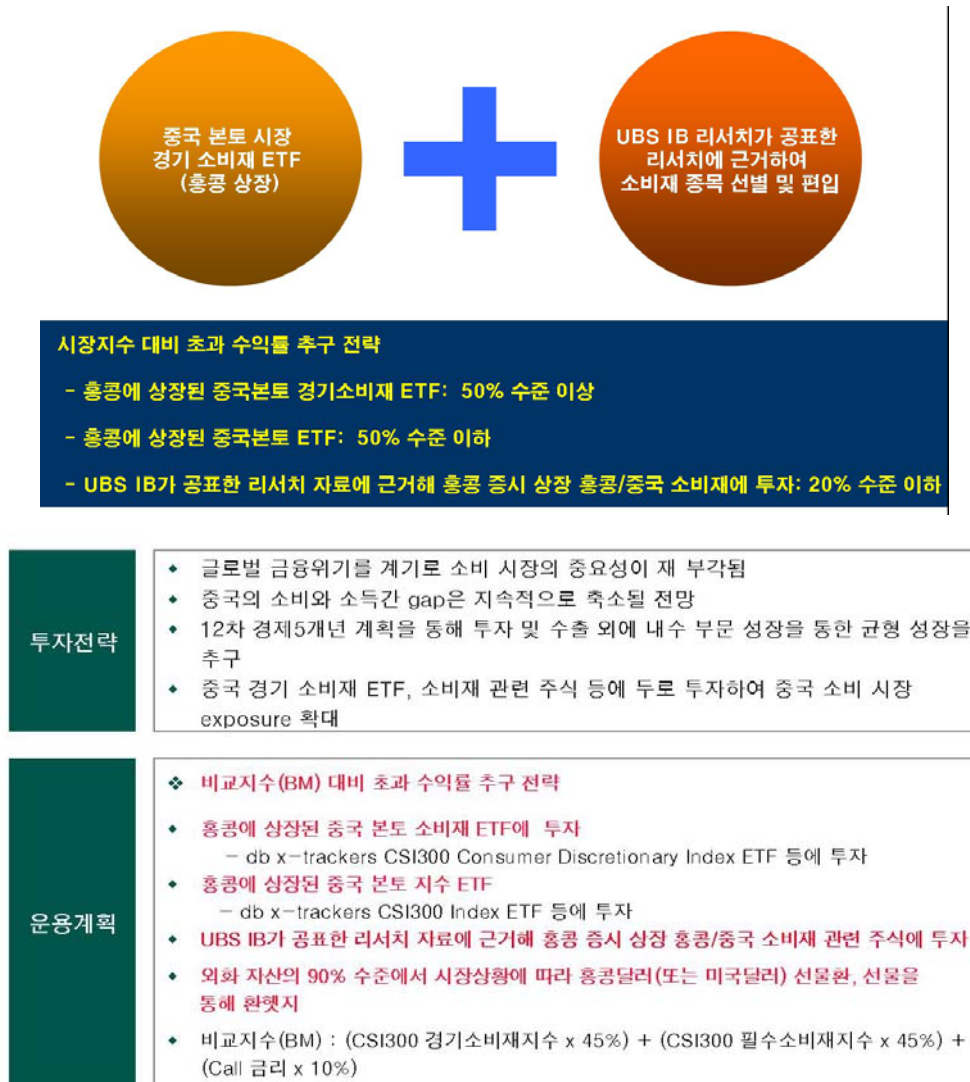 중국 본토 시장
경기 소비재 ETF
(홍콩 상장)
UBS IB 리서치가 공표한
리서치에 근거하여
소비재 종목 선별 및 편입
시장지수 대비 초과 수익률 추구 전략
- 홍콩에 상장된 중국본토 경기소비재 ETF: 50% 수준 이상
- 홍콩에 상장된 중국본토 ETF: 50% 수준 이하
- UBS IB가 공표한 리서치 자료에 근거해 홍콩 증시 상장 홍콩/중국 소비재에 투자: 20% 수준 이하
투자전략
◆ 글로벌 금융위기를 계기로 소비 시장의 중요성이 재 부각됨
◆ 중국의 소비와 소득간 gap은 지속적으로 축소될 전망
◆ 12차 경제5개년 계획을 통해 투자 및 수출 외에 내수 부문 성장을 통한 균형 성장을
추구
◆ 중국 경기 소비재 ETF, 소비재 관련 주식 등에 두로 투자하여 중국 소비 시장
exposure 확대
운용계획
❖ 비교지수(BM) 대비 초과 수익률 추구 전략
◆ 홍콩에 상장된 중국 본토 소비재 ETF에 투자
- db x-trackers CSI300 Consumer Discretionary Index ETF 등에 투자
◆ 홍콩에 상장된 중국 본토 지수 ETF
- db x-trackers CSI300 Index ETF 등에 투자
◆ UBS IB가 공표한 리서치 자료에 근거해 홍콩 증시 상장 홍콩/중국 소비재 관련 주식에 투자
◆ 외화 자산의 90% 수준에서 시장상황에 따라 홍콩달러(또는 미국달러) 선물환, 선물을
통해 환헷지
◆ 비교지수(BM) : (CSI300 경기소비재지수 x 45%) + (CSI300 필수소비재지수 x 45%) +
(Call 금리 x 10%)